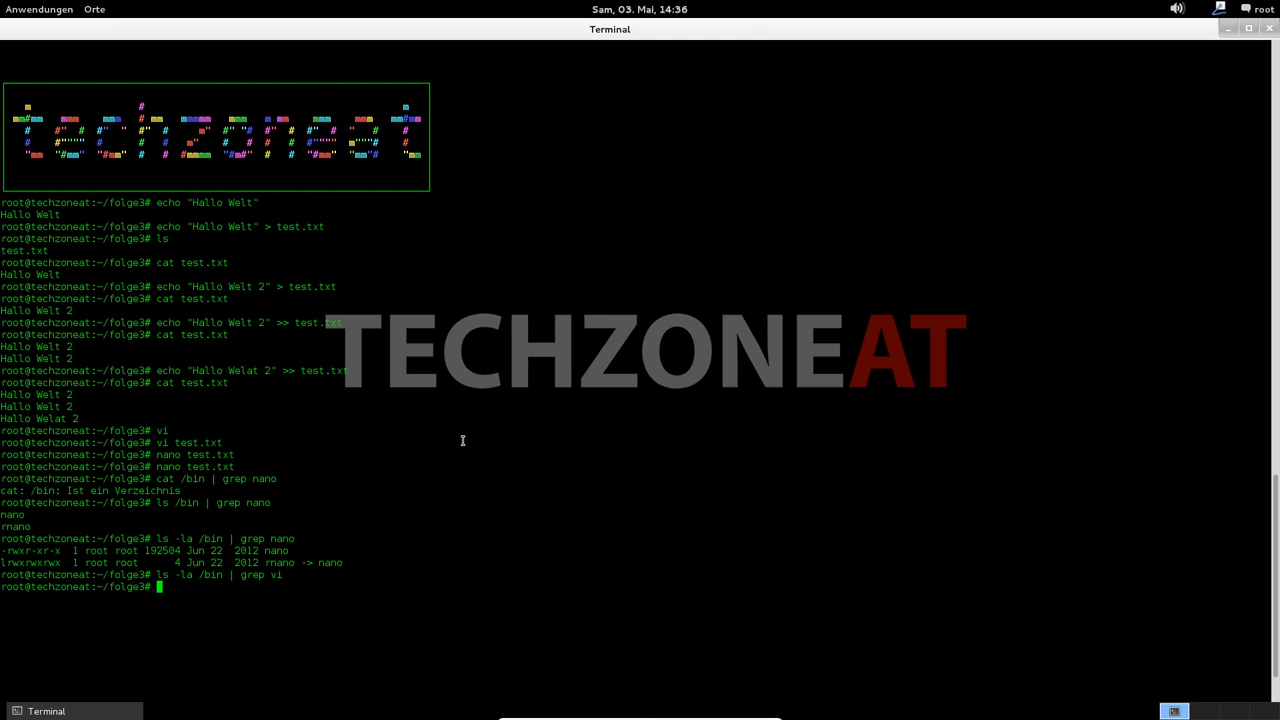 Anwendungen Orte Sam, 03. Mai, 14:36 root
Terminal
techzoneat
root@techzoneat:~/folge3# echo "Hallo Welt"
Hallo Welt
root@techzoneat:~/folge3# echo "Hallo Welt" > test.txt
root@techzoneat:~/folge3# ls
test.txt
root@techzoneat:~/folge3# cat test.txt
Hallo Welt
root@techzoneat:~/folge3# echo "Hallo Welt 2" > test.txt
root@techzoneat:~/folge3# cat test.txt
Hallo Welt 2
root@techzoneat:~/folge3# echo "Hallo Welt 2" >> test.txt
root@techzoneat:~/folge3# cat test.txt
Hallo Welt 2
Hallo Welt 2
root@techzoneat:~/folge3# echo "Hallo Welat 2" >> test.txt
root@techzoneat:~/folge3# cat test.txt
Hallo Welt 2
Hallo Welt 2
Hallo Welat 2
root@techzoneat:~/folge3# vi
root@techzoneat:~/folge3# vi test.txt
root@techzoneat:~/folge3# nano test.txt
root@techzoneat:~/folge3# nano test.txt
root@techzoneat:~/folge3# cat /bin | grep nano
cat: /bin: Ist ein Verzeichnis
root@techzoneat:~/folge3# ls /bin | grep nano
nano
rnano
root@techzoneat:~/folge3# ls -la /bin | grep nano
-rwxr-xr-x 1 root root 192504 Jun 22 2012 nano
lrwxrwxrwx 1 root root 4 Jun 22 2012 rnano -> nano
root@techzoneat:~/folge3# ls -la /bin | grep vi
root@techzoneat:~/folge3#
TECHZONEAT
Terminal